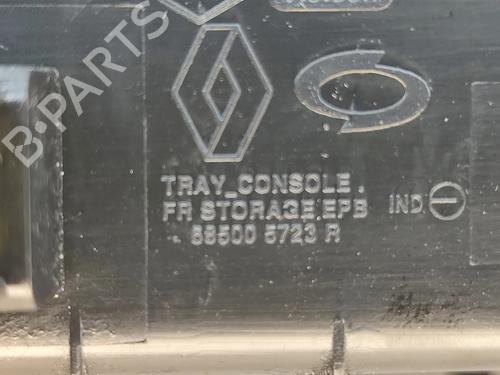 B-PARTS
TRAY_CONSOLE
FR STORAGE EPB
68500 5723 R
IND